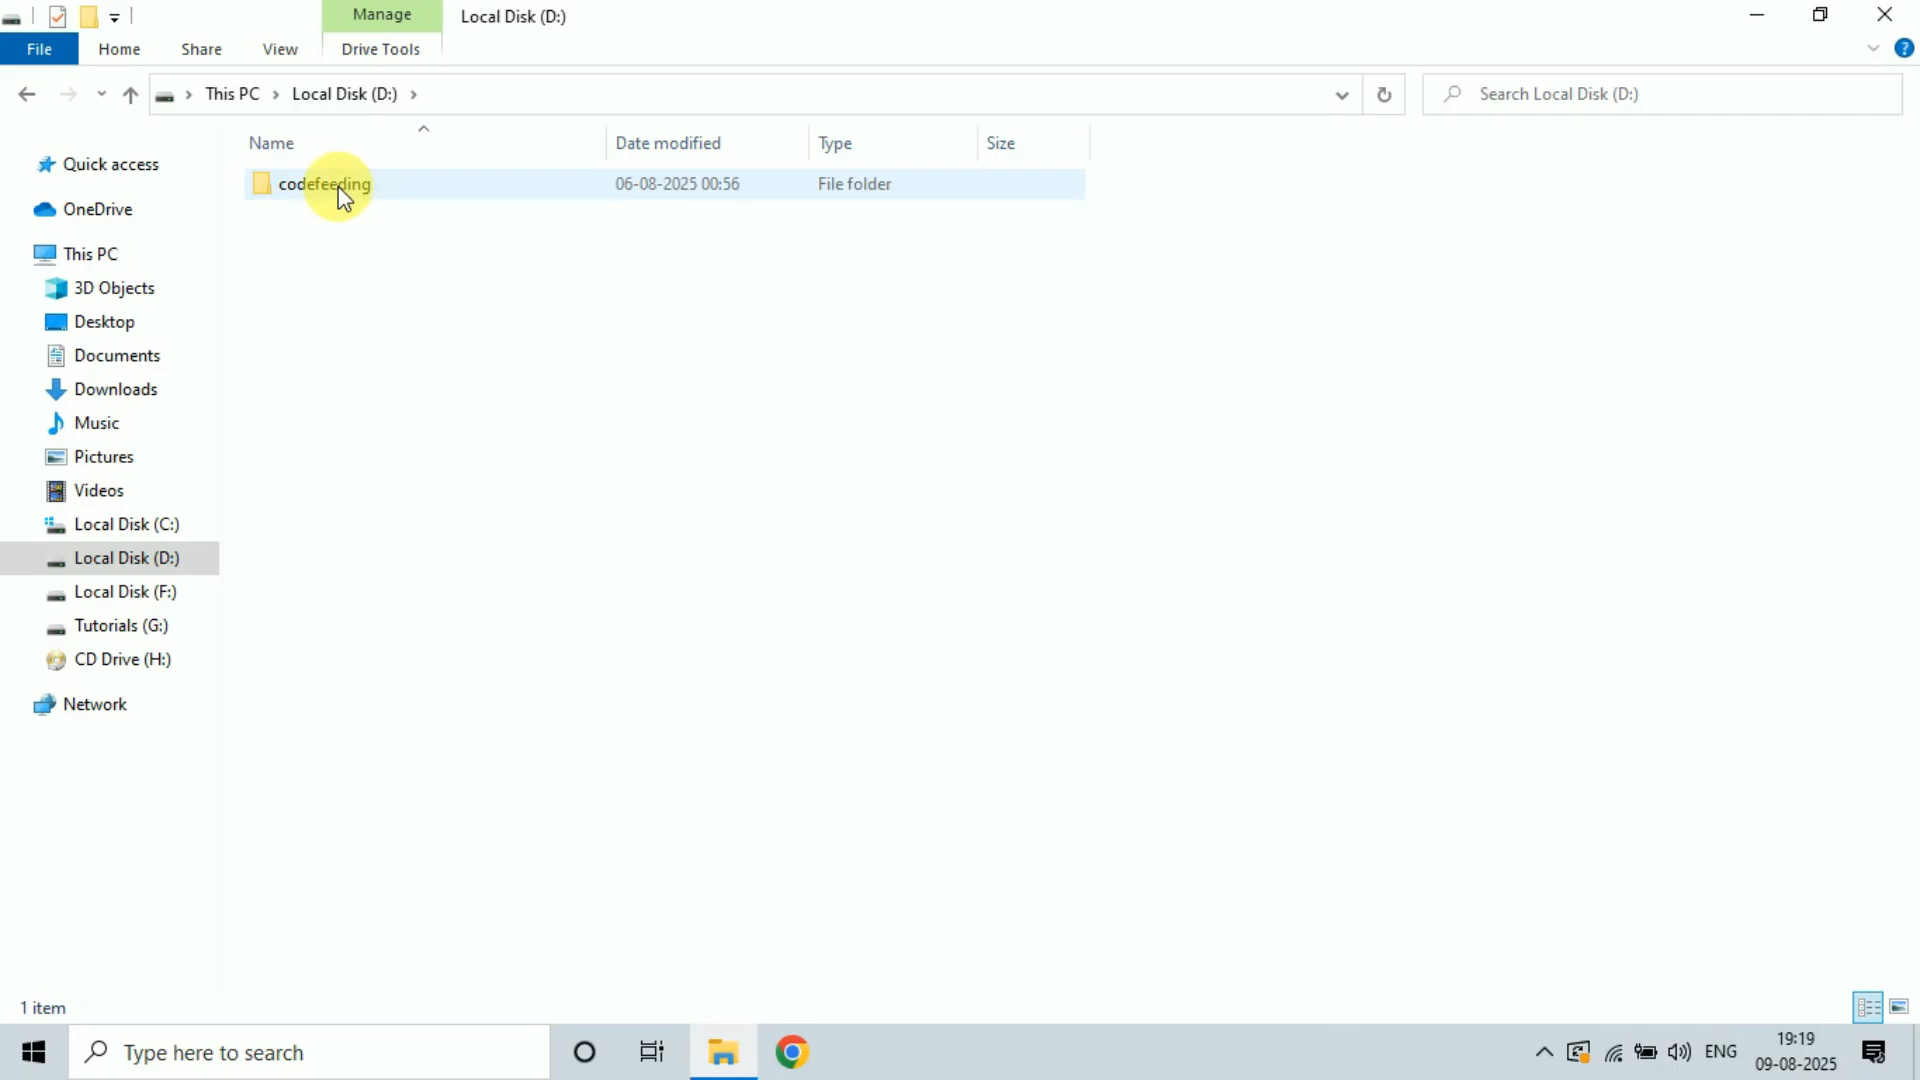 Manage
Local Disk (D:)
File
Home
Share
View
Drive Tools
This PC
Local Disk (D:)
Search Local Disk (D:)
Name
Date modified
Type
Size
codefeeding
06-08-2025 00:56
File folder
Quick access
OneDrive
This PC
3D Objects
Desktop
Documents
Downloads
Music
Pictures
Videos
Local Disk (C:)
Local Disk (D:)
Local Disk (F:)
Tutorials (G:)
CD Drive (H:)
Network
1 item
Type here to search
ENG
19:19
09-08-2025